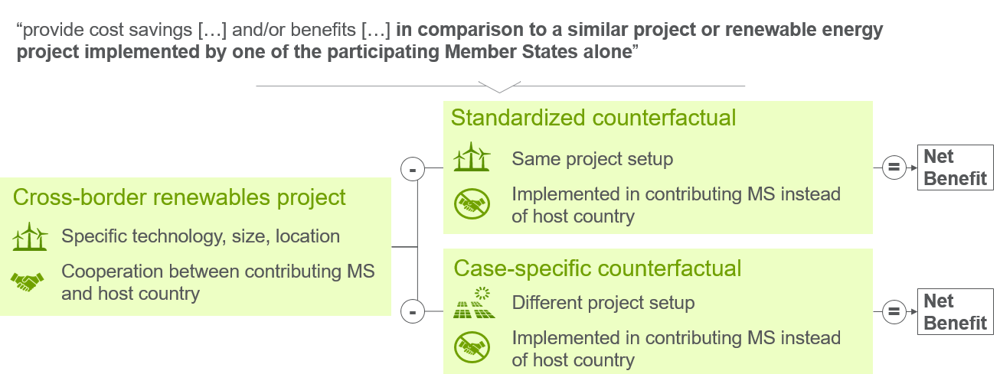 “provide cost savings […] and/or benefits […] in comparison to a similar project or renewable energy
project implemented by one of the participating Member States alone”
Cross-border renewables project
Specific technology, size, location
Cooperation between contributing MS
and host country
-
Standardized counterfactual
Same project setup
Implemented in contributing MS instead
of host country
=
Net
Benefit
-
Case-specific counterfactual
Different project setup
Implemented in contributing MS instead
of host country
=
Net
Benefit